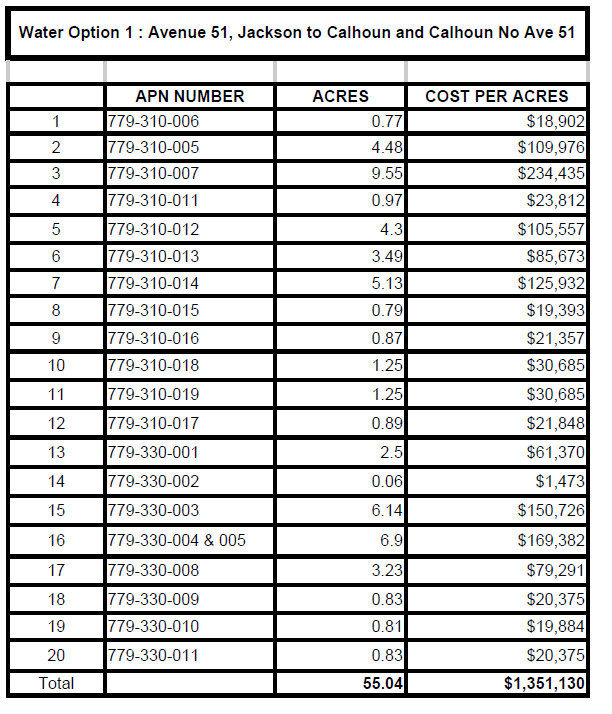 Water Option 1 : Avenue 51, Jackson to Calhoun and Calhoun No Ave 51
APN NUMBER ACRES COST PER ACRES
1 779-310-006 0.77 $18,902
2 779-310-005 4.48 $109,976
3 779-310-007 9.55 $234,435
4 779-310-011 0.97 $23,812
5 779-310-012 4.3 $105,557
6 779-310-013 3.49 $85,673
7 779-310-014 5.13 $125,932
8 779-310-015 0.79 $19,393
9 779-310-016 0.87 $21,357
10 779-310-018 1.25 $30,685
11 779-310-019 1.25 $30,685
12 779-310-017 0.89 $21,848
13 779-330-001 2.5 $61,370
14 779-330-002 0.06 $1,473
15 779-330-003 6.14 $150,726
16 779-330-004 & 005 6.9 $169,382
17 779-330-008 3.23 $79,291
18 779-330-009 0.83 $20,375
19 779-330-010 0.81 $19,884
20 779-330-011 0.83 $20,375
Total 55.04 $1,351,130